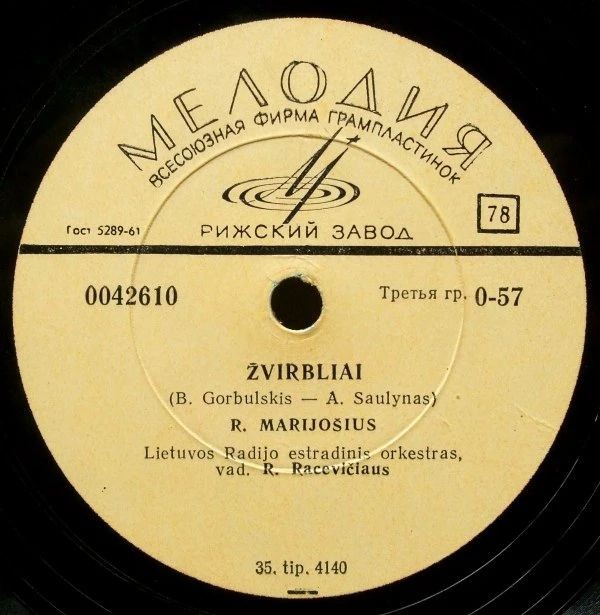 МЕЛОДИЯ
ВСЕСОЮЗНАЯ ФИРМА ГРАМПЛАСТИНОК
Гост 5289-61
РИЖСКИЙ ЗАВОД
78
0042610
Третья гр. 0-57
ŽVIRBLIAI
(B. Gorbulskis — A. Saulynas)
R. MARIJOŠIUS
Lietuvos Radijo estradinis orkestras,
vad. R. Racevičiaus
35. tip. 4140